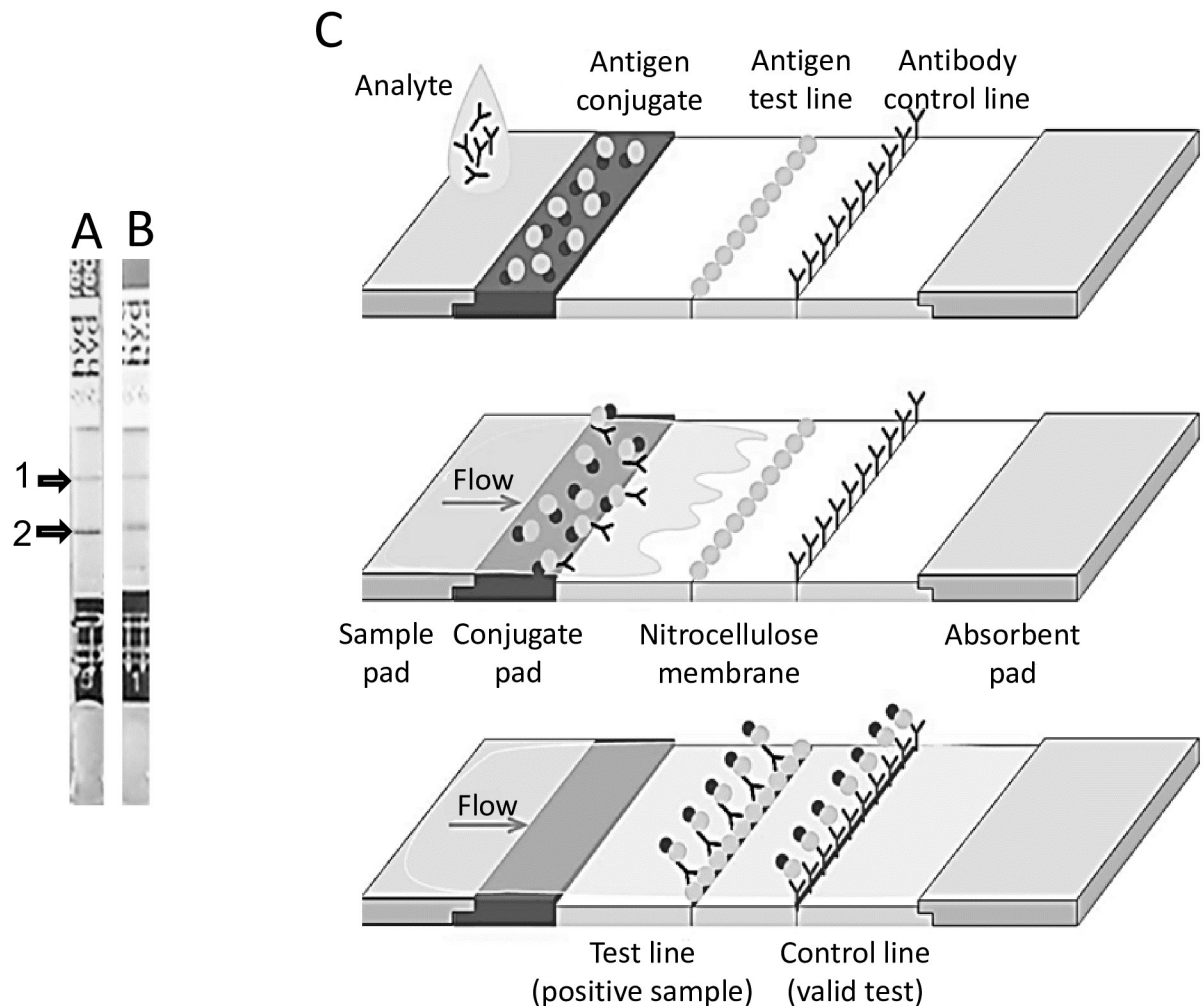 C
Analyte
Antigen
conjugate
Antigen
test line
Antibody
control line
A B
1
2
Flow
Sample
pad
Conjugate
pad
Nitrocellulose
membrane
Absorbent
pad
Flow
Test line
(positive sample)
Control line
(valid test)
1